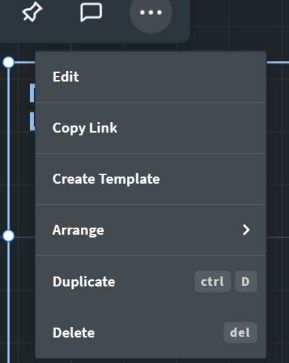 Edit
Copy Link
Create Template
Arrange
Duplicate ctrl D
Delete del